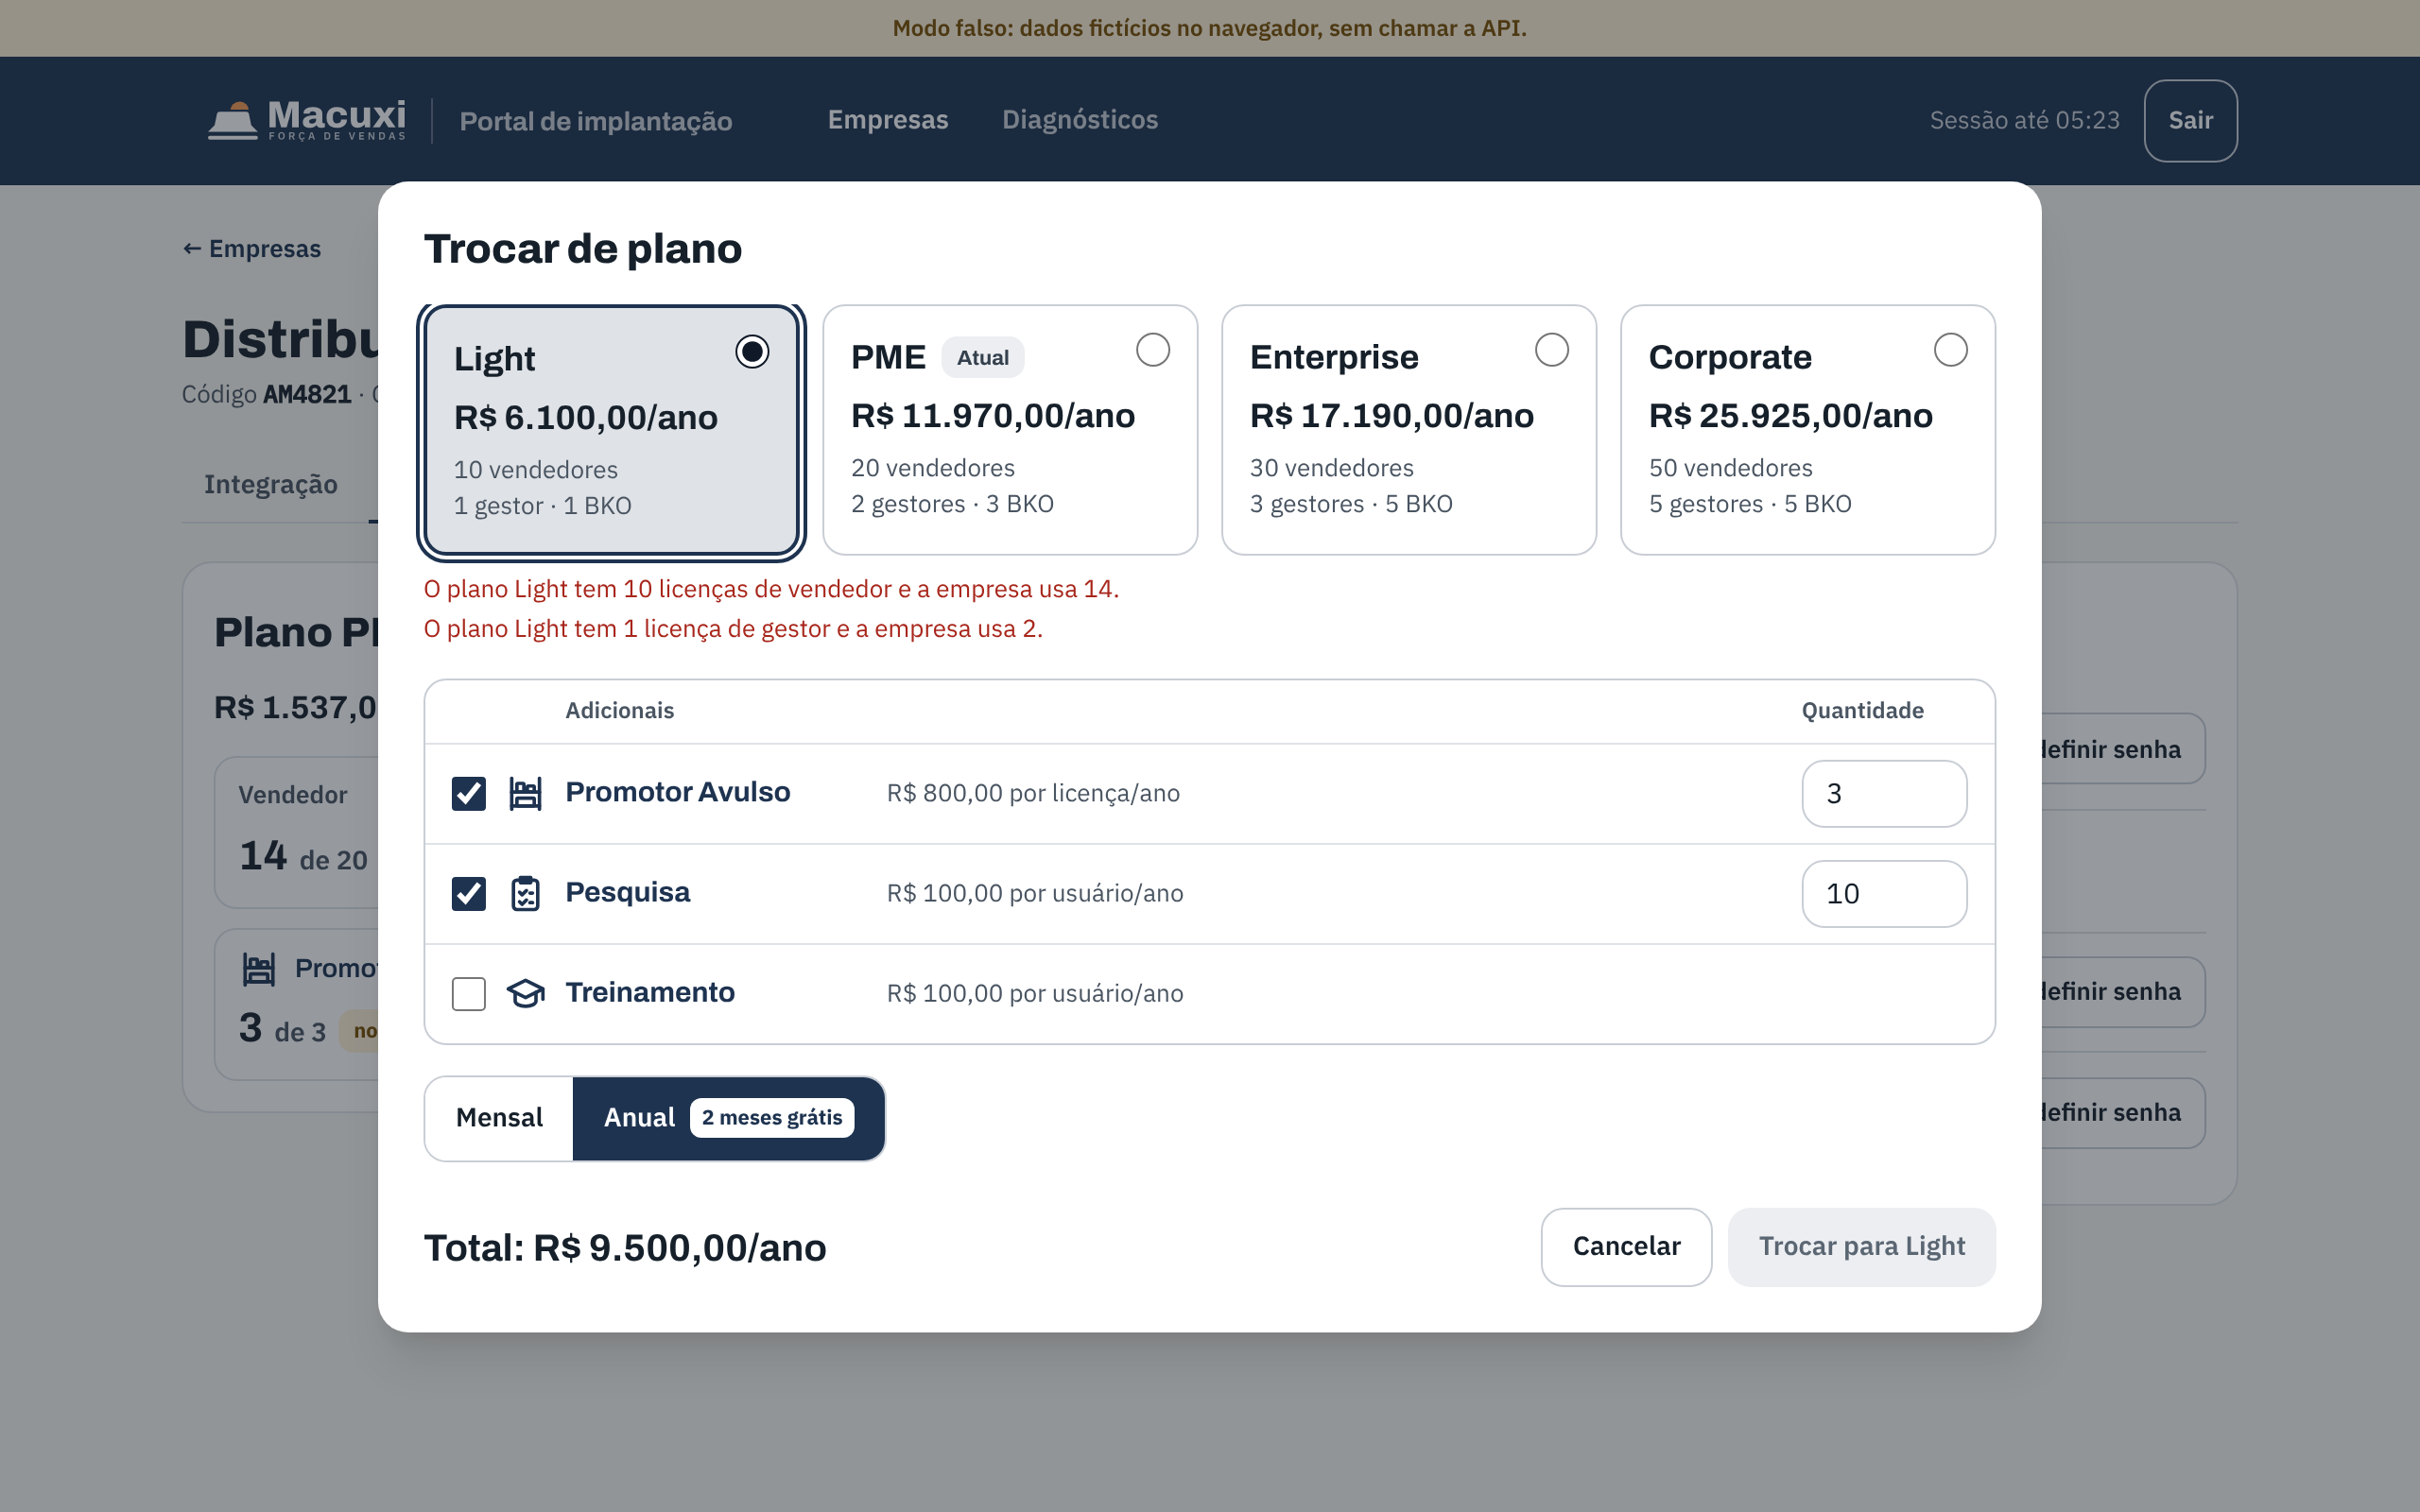 Modo falso: dados fictícios no navegador, sem chamar a API.
Macuxi
FORÇA DE VENDAS
Portal de implantação
Empresas
Diagnósticos
Sessão até 05:23
Sair
← Empresas
Distribu
Código AM4821 ·
Integração
Plano
R$ 1.537,0
Vendedor
14 de 20
Promo
3 de 3
no
definir senha
definir senha
definir senha
Trocar de plano
Light
R$ 6.100,00/ano
10 vendedores
1 gestor · 1 BKO
PME Atual
R$ 11.970,00/ano
20 vendedores
2 gestores · 3 BKO
Enterprise
R$ 17.190,00/ano
30 vendedores
3 gestores · 5 BKO
Corporate
R$ 25.925,00/ano
50 vendedores
5 gestores · 5 BKO
O plano Light tem 10 licenças de vendedor e a empresa usa 14.
O plano Light tem 1 licença de gestor e a empresa usa 2.
Adicionais Quantidade
Promotor Avulso R$ 800,00 por licença/ano 3
Pesquisa R$ 100,00 por usuário/ano 10
Treinamento R$ 100,00 por usuário/ano
Mensal
Anual 2 meses grátis
Total: R$ 9.500,00/ano
Cancelar
Trocar para Light